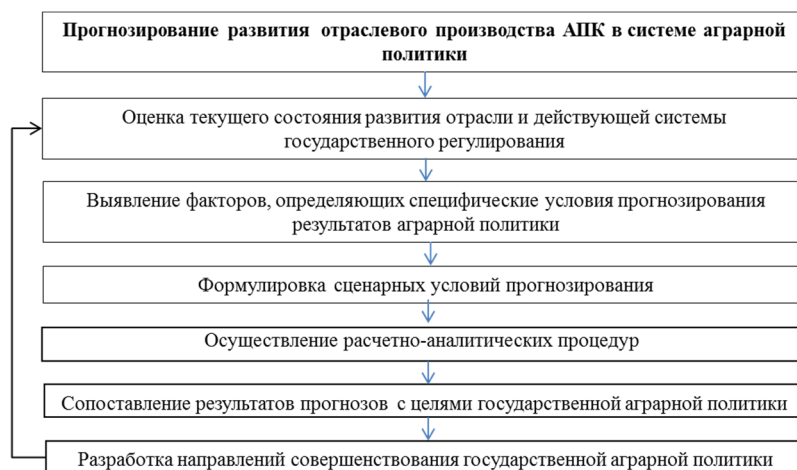 Прогнозирование развития отраслевого производства АПК в системе аграрной
политики
Оценка текущего состояния развития отрасли и действующей системы
государственного регулирования
Выявление факторов, определяющих специфические условия прогнозирования
результатов аграрной политики
Формулировка сценарных условий прогнозирования
Осуществление расчетно-аналитических процедур
Сопоставление результатов прогнозов с целями государственной аграрной политики
Разработка направлений совершенствования государственной аграрной политики